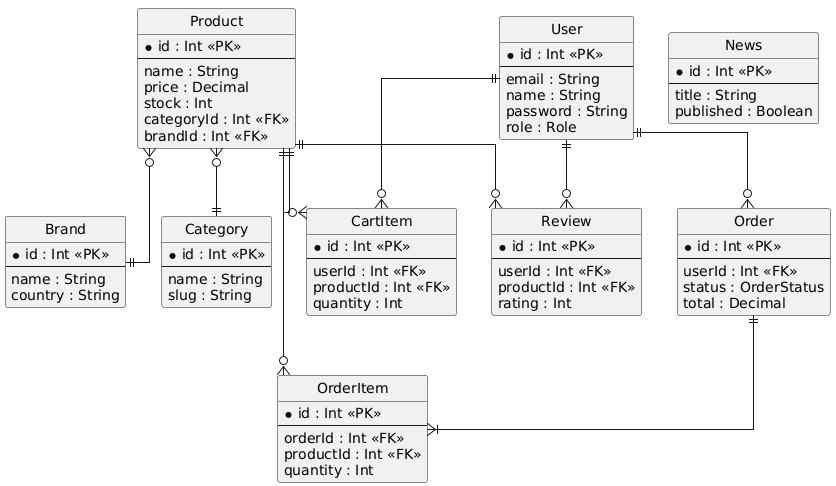 Product
id : Int «PK»
name : String
price : Decimal
stock : Int
categoryId : Int «FK»
brandId : Int «FK»
User
id : Int «PK»
email : String
name : String
password : String
role : Role
News
id : Int «PK»
title : String
published : Boolean
Brand
id : Int «PK»
name : String
country : String
Category
id : Int «PK»
name : String
slug : String
CartItem
id : Int «PK»
userId : Int «FK»
productId : Int «FK»
quantity : Int
Review
id : Int «PK»
userId : Int «FK»
productId : Int «FK»
rating : Int
Order
id : Int «PK»
userId : Int «FK»
status : OrderStatus
total : Decimal
OrderItem
id : Int «PK»
orderId : Int «FK»
productId : Int «FK»
quantity : Int